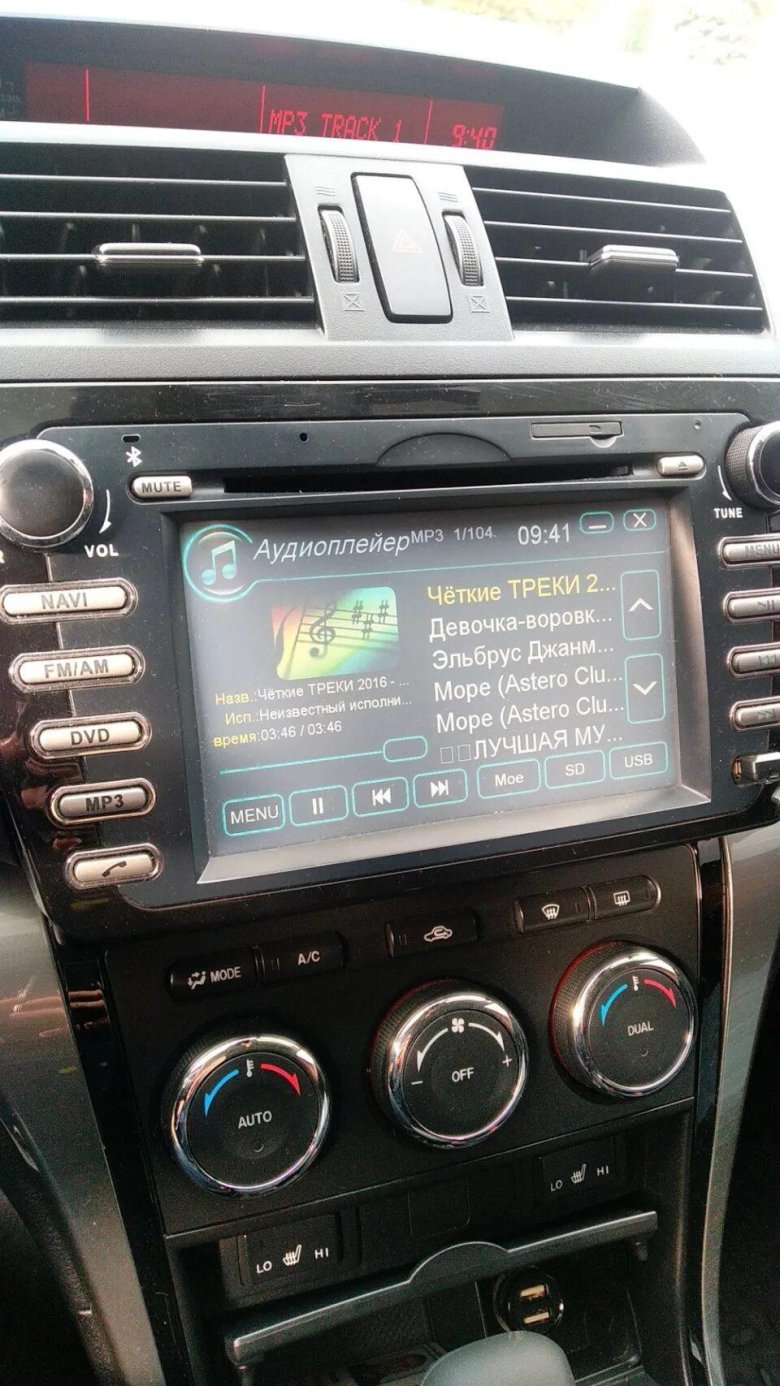 MP3 TRACK 1 9:40
MUTE
VOL
TUNE
NAVI
FM/AM
DVD
MP3
MENU
Аудиоплейер MP3 1/104 09:41
Чёткие ТРЕКИ 2...
Девочка-воровк...
Эльбрус Джанм...
Море (Astero Clu...
Море (Astero Clu...
ЛУЧШАЯ МУ...
Назв.:Чёткие ТРЕКИ 2016 - ...
Исп.:Неизвестный исполни...
время:03:46 / 03:46
MENU Мое SD USB
MODE A/C
AUTO
- OFF +
DUAL
LO HI
LO HI